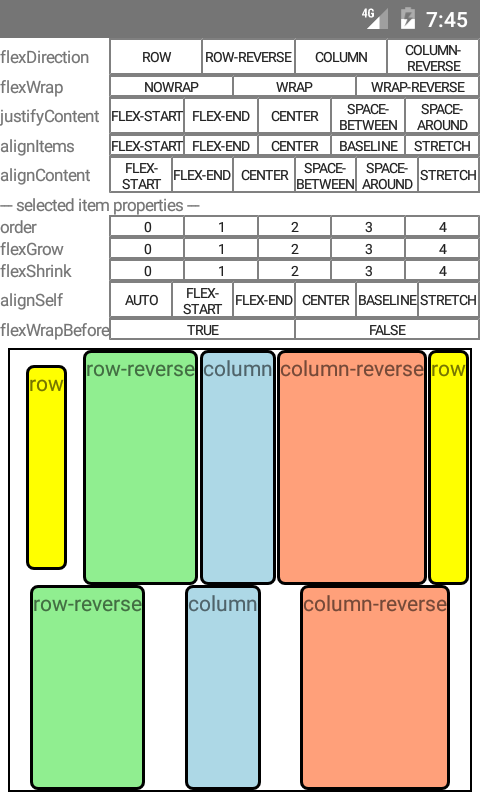 4G 7:45
flexDirection ROW ROW-REVERSE COLUMN COLUMN-
REVERSE
flexWrap NOWRAP WRAP WRAP-REVERSE
justifyContent FLEX-START FLEX-END CENTER SPACE-
BETWEEN SPACE-
AROUND
alignItems FLEX-START FLEX-END CENTER BASELINE STRETCH
alignContent FLEX-
START FLEX-END CENTER SPACE-
BETWEEN SPACE-
AROUND STRETCH
--- selected item properties ---
order 0 1 2 3 4
flexGrow 0 1 2 3 4
flexShrink 0 1 2 3 4
alignSelf AUTO FLEX-
START FLEX-END CENTER BASELINE STRETCH
flexWrapBefore TRUE FALSE
row row-reverse column column-reverse row
row-reverse column column-reverse